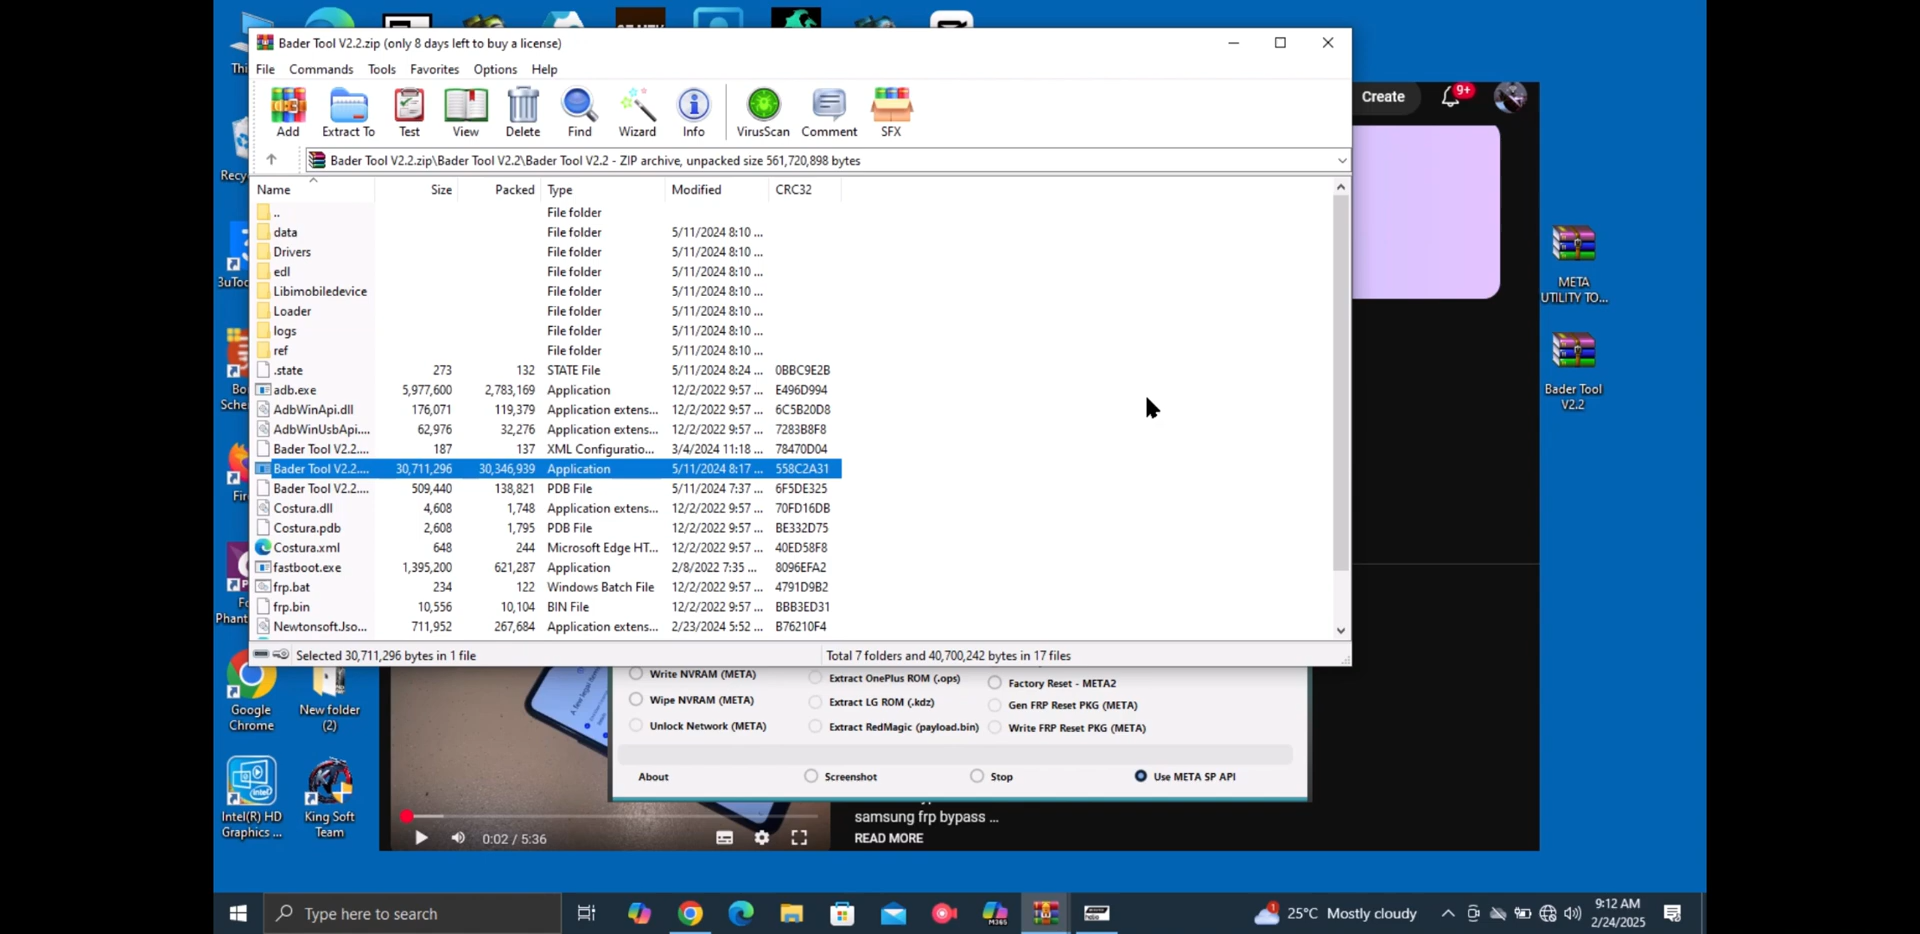 Bader Tool V2.2.zip (only 8 days left to buy a license)
File Commands Tools Favorites Options Help
Add Extract To Test View Delete Find Wizard Info VirusScan Comment SFX
Bader Tool V2.2.zip\Bader Tool V2.2\Bader Tool V2.2 - ZIP archive, unpacked size 561,720,898 bytes
Name Size Packed Type Modified CRC32
.. File folder
data File folder 5/11/2024 8:10 ...
Drivers File folder 5/11/2024 8:10 ...
edl File folder 5/11/2024 8:10 ...
Libimobiledevice File folder 5/11/2024 8:10 ...
Loader File folder 5/11/2024 8:10 ...
logs File folder 5/11/2024 8:10 ...
ref File folder 5/11/2024 8:10 ...
.state 273 132 STATE File 5/11/2024 8:24 ... 0BBC9E2B
adb.exe 5,977,600 2,783,169 Application 12/2/2022 9:57 ... E496D994
AdbWinApi.dll 176,071 119,379 Application extens... 12/2/2022 9:57 ... 6C5B20D8
AdbWinUsbApi.... 62,976 32,276 Application extens... 12/2/2022 9:57 ... 7283B8F8
Bader Tool V2.2.... 187 137 XML Configuratio... 3/4/2024 11:18 ... 78470D04
Bader Tool V2.2.... 30,711,296 30,346,939 Application 5/11/2024 8:17 ... 558C2A31
Bader Tool V2.2.... 509,440 138,821 PDB File 5/11/2024 7:37 ... 6F5DE325
Costura.dll 4,608 1,748 Application extens... 12/2/2022 9:57 ... 70FD16DB
Costura.pdb 2,608 1,795 PDB File 12/2/2022 9:57 ... BE332D75
Costura.xml 648 244 Microsoft Edge HT... 12/2/2022 9:57 ... 40ED58F8
fastboot.exe 1,395,200 621,287 Application 2/8/2022 7:35 ... 8096EFA2
frp.bat 234 122 Windows Batch File 12/2/2022 9:57 ... 4791D9B2
frp.bin 10,556 10,104 BIN File 12/2/2022 9:57 ... BBB3ED31
Newtonsoft.Jso... 711,952 267,684 Application extens... 2/23/2024 5:52 ... B76210F4
Selected 30,711,296 bytes in 1 file Total 7 folders and 40,700,242 bytes in 17 files
Create 9+
META
UTILITY TO...
Bader Tool
V2.2
Write NVRAM (META) Extract OnePlus ROM (.ops) Factory Reset - META2
Wipe NVRAM (META) Extract LG ROM (.kdz) Gen FRP Reset PKG (META)
Unlock Network (META) Extract RedMagic (payload.bin) Write FRP Reset PKG (META)
About Screenshot Stop Use META SP API
samsung frp bypass ...
READ MORE
0:02 / 5:36
Google
Chrome
New folder
(2)
Intel(R) HD
Graphics ...
King Soft
Team
Type here to search
M365
25°C Mostly cloudy
9:12 AM
2/24/2025